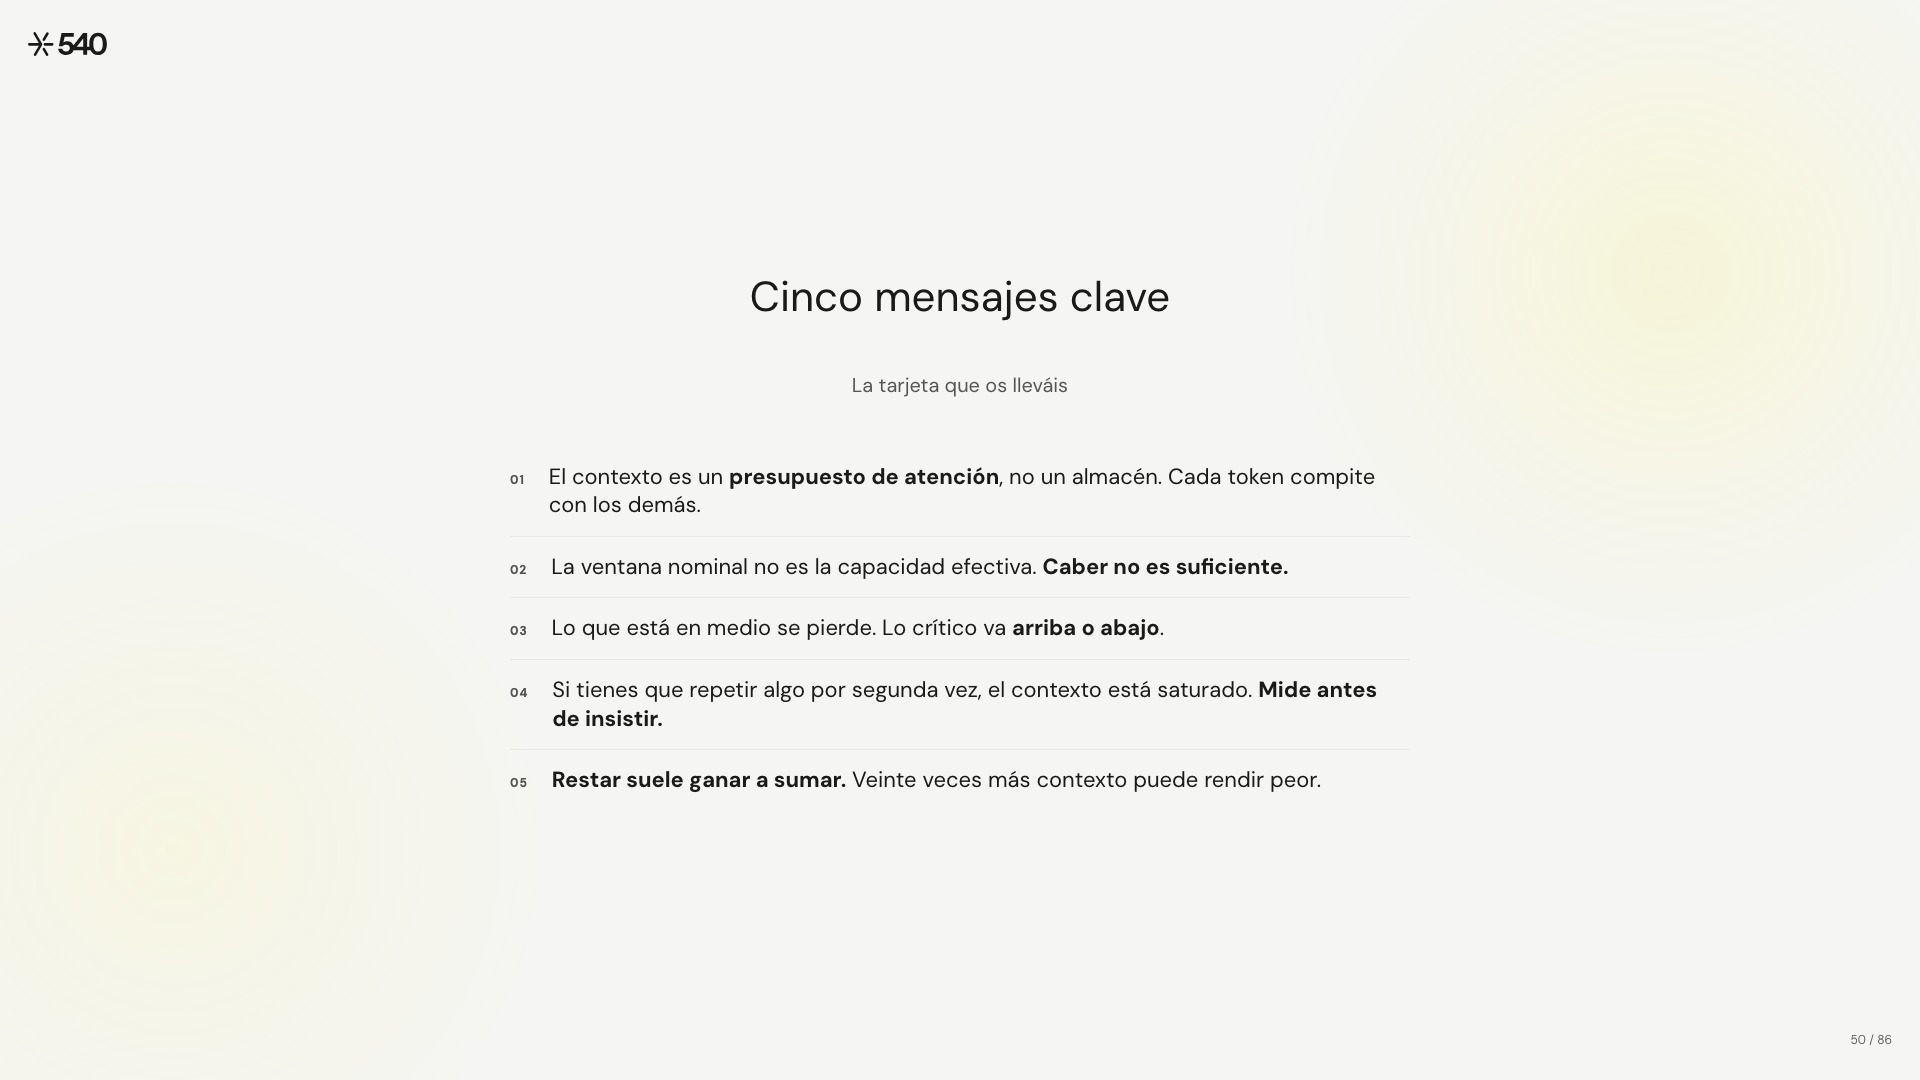 540
Cinco mensajes clave
La tarjeta que os lleváis
01 El contexto es un presupuesto de atención, no un almacén. Cada token compite
con los demás.
02 La ventana nominal no es la capacidad efectiva. Caber no es suficiente.
03 Lo que está en medio se pierde. Lo crítico va arriba o abajo.
04 Si tienes que repetir algo por segunda vez, el contexto está saturado. Mide antes
de insistir.
05 Restar suele ganar a sumar. Veinte veces más contexto puede rendir peor.
50 / 86